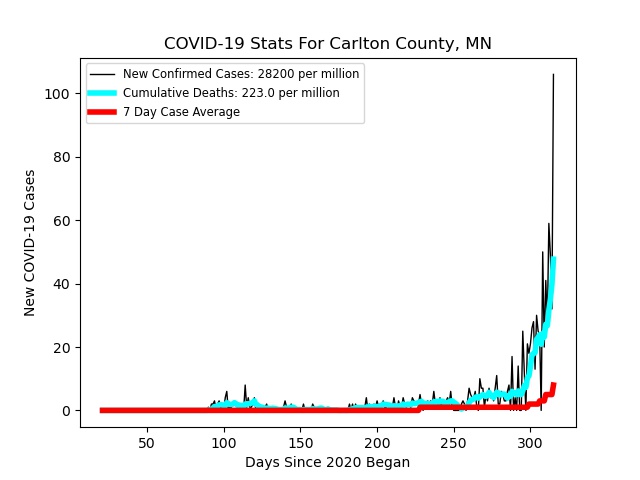 COVID-19 Stats For Carlton County, MN
New Confirmed Cases: 28200 per million
Cumulative Deaths: 223.0 per million
7 Day Case Average
New COVID-19 Cases
100
80
60
40
20
0
50
100
150
200
250
300
Days Since 2020 Began